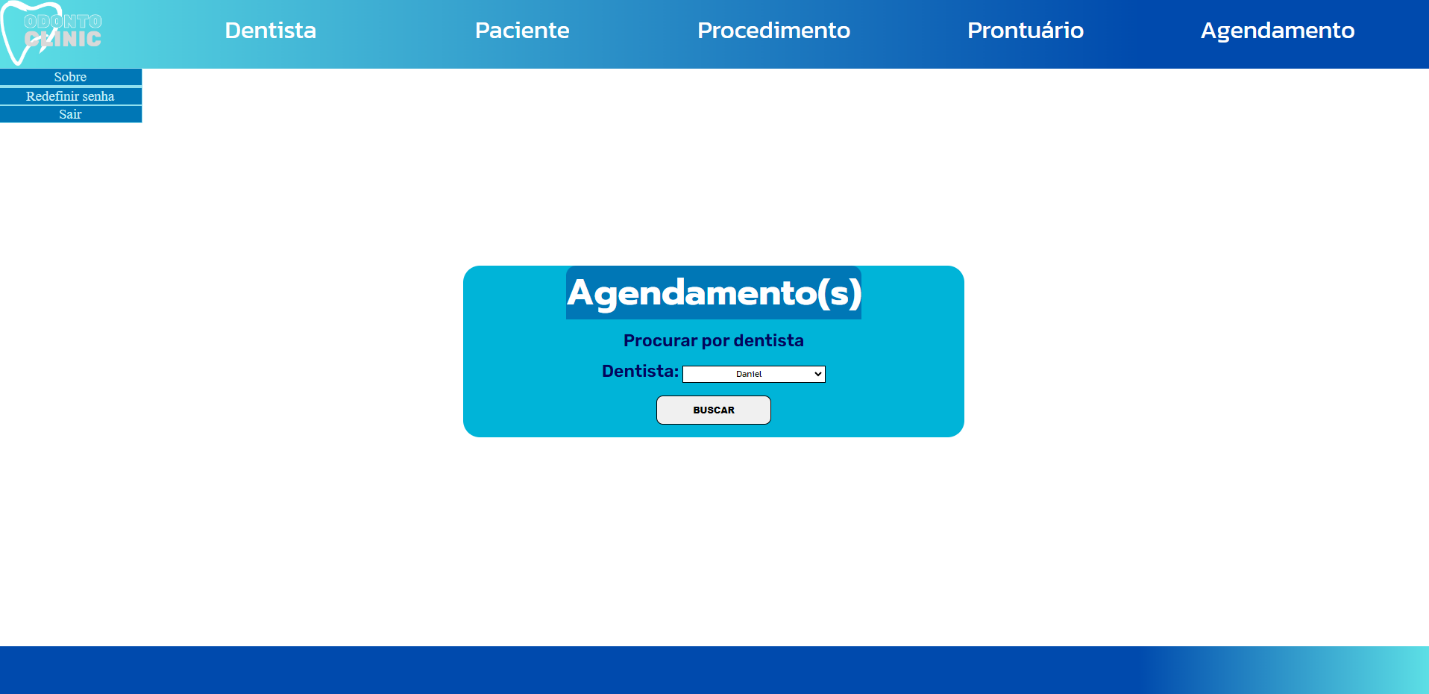 ODONTO
CLINIC
Dentista Paciente Procedimento Prontuário Agendamento
Sobre
Redefinir senha
Sair
Agendamento(s)
Procurar por dentista
Dentista: Daniel
BUSCAR